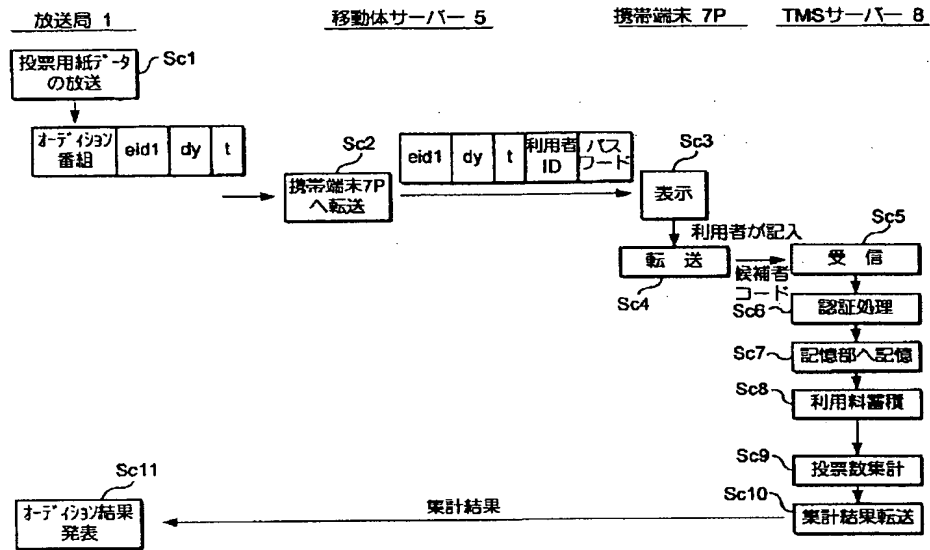 放送局 1
移動体サーバー 5
携帯端末 7P
TMSサーバー 8
投票用紙データ
の放送
Sc1
オーディション
番組
eid1
dy
t
Sc2
携帯端末7P
へ転送
eid1
dy
t
利用者
ID
パス
ワード
Sc3
表示
利用者が記入
転 送
Sc4
候補者
コード
Sc5
受 信
Sc6
認証処理
Sc7
記憶部へ記憶
Sc8
利用料蓄積
Sc9
投票数集計
Sc10
集計結果転送
集計結果
Sc11
オーディション結果
発表